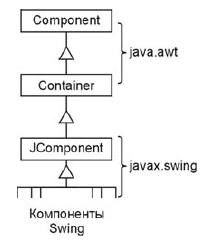 Component
java.awt
Container
JComponent
javax.swing
Компоненты
Swing